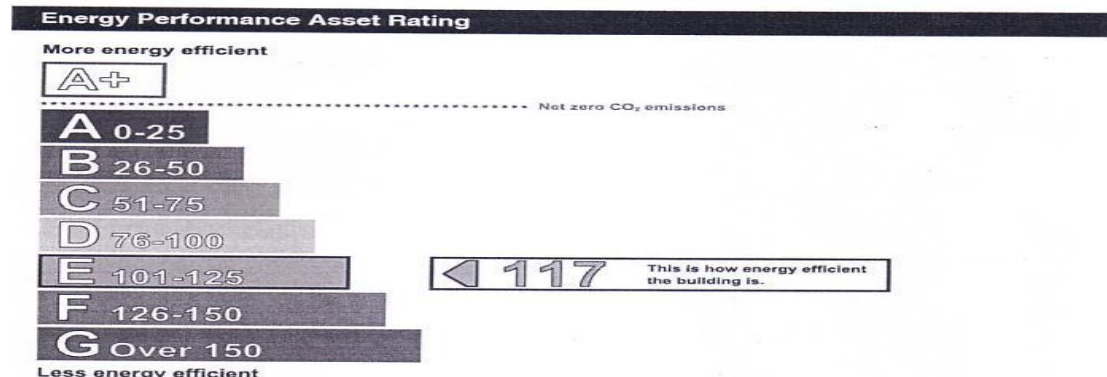 Energy Performance Asset Rating
More energy efficient
A+
Net zero CO₂ emissions
A 0-25
B 26-50
C 51-75
D 76-100
E 101-125
117 This is how energy efficient
the building is.
F 126-150
G Over 150
Less energy efficient